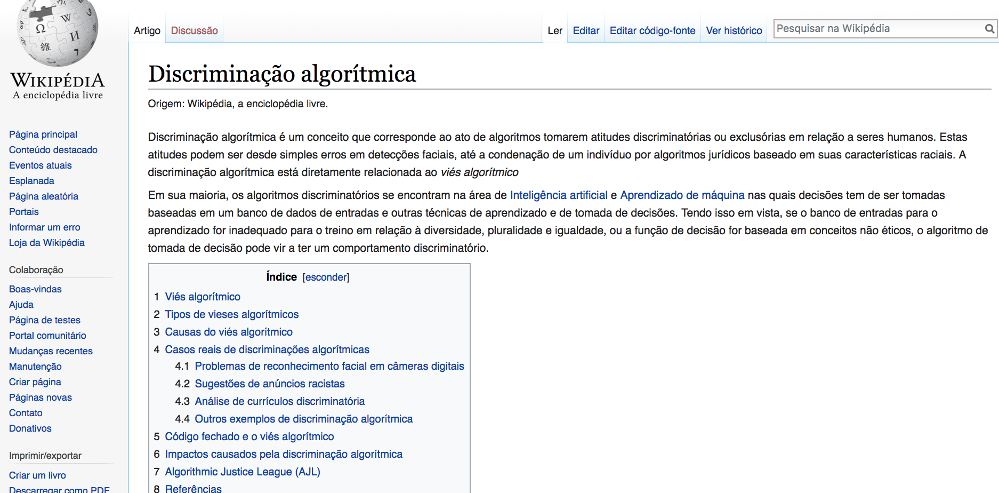 Ω
W
И
維
7
WIKIPÉDIA
A enciclopédia livre
Página principal
Conteúdo destacado
Eventos atuais
Esplanada
Página aleatória
Portais
Informar um erro
Loja da Wikipédia
Colaboração
Boas-vindas
Ajuda
Página de testes
Portal comunitário
Mudanças recentes
Manutenção
Criar página
Páginas novas
Contato
Donativos
Imprimir/exportar
Criar um livro
Descarregar como PDF
Artigo Discussão
Ler Editar Editar código-fonte Ver histórico Pesquisar na Wikipédia
Discriminação algorítmica
Origem: Wikipédia, a enciclopédia livre.
Discriminação algorítmica é um conceito que corresponde ao ato de algoritmos tomarem atitudes discriminatórias ou exclusórias em relação a seres humanos. Estas
atitudes podem ser desde simples erros em detecções faciais, até a condenação de um indivíduo por algoritmos jurídicos baseado em suas características raciais. A
discriminação algorítmica está diretamente relacionada ao viés algorítmico
Em sua maioria, os algoritmos discriminatórios se encontram na área de Inteligência artificial e Aprendizado de máquina nas quais decisões tem de ser tomadas
baseadas em um banco de dados de entradas e outras técnicas de aprendizado e de tomada de decisões. Tendo isso em vista, se o banco de entradas para o
aprendizado for inadequado para o treino em relação à diversidade, pluralidade e igualdade, ou a função de decisão for baseada em conceitos não éticos, o algoritmo de
tomada de decisão pode vir a ter um comportamento discriminatório.
Índice [esconder]
1 Viés algorítmico
2 Tipos de vieses algorítmicos
3 Causas do viés algorítmico
4 Casos reais de discriminações algorítmicas
4.1 Problemas de reconhecimento facial em câmeras digitais
4.2 Sugestões de anúncios racistas
4.3 Análise de currículos discriminatória
4.4 Outros exemplos de discriminação algorítmica
5 Código fechado e o viés algorítmico
6 Impactos causados pela discriminação algorítmica
7 Algorithmic Justice League (AJL)
8 Referências